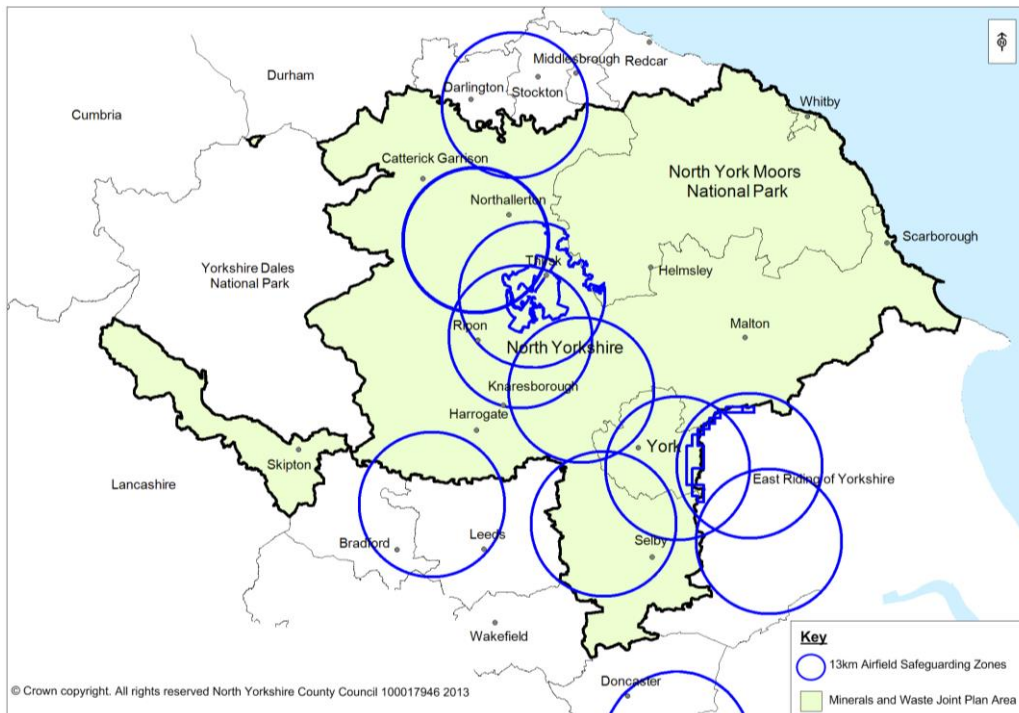 Middlesbrough
Redcar
Durham
Darlington
Stockton
Cumbria
Whitby
Catterick Garrison
North York Moors
National Park
Northallerton
Scarborough
Thirsk
Yorkshire Dales
National Park
Helmsley
Ripon
Malton
North Yorkshire
Knaresborough
Harrogate
York
Skipton
East Riding of Yorkshire
Lancashire
Bradford
Leeds
Selby
Wakefield
Key
13km Airfield Safeguarding Zones
Doncaster
© Crown copyright. All rights reserved North Yorkshire County Council 100017946 2013
Minerals and Waste Joint Plan Area